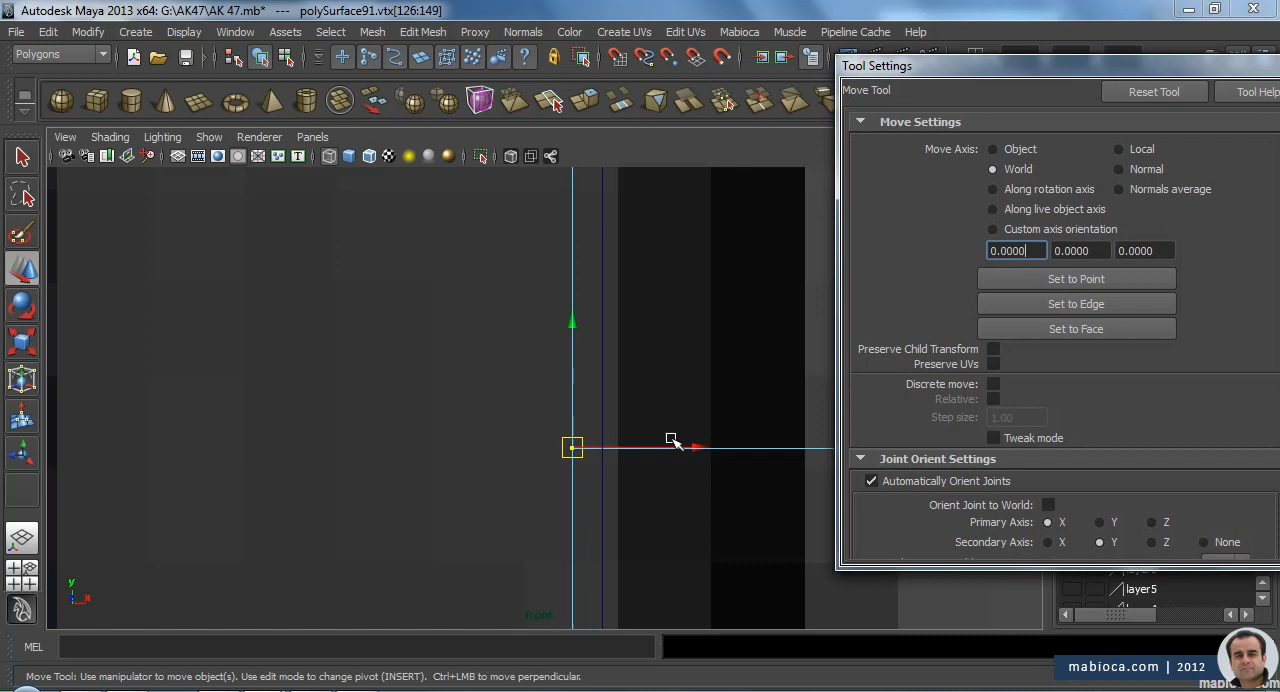 Autodesk Maya 2013 x64: G:\AK47\AK 47.mb* --- polySurface91.vtx[126:149]
File Edit Modify Create Display Window Assets Select Mesh Edit Mesh Proxy Normals Color Create UVs Edit UVs Mabioca Muscle Pipeline Cache Help
Polygons
Tool Settings
Move Tool
Reset Tool
Tool Help
Move Settings
View Shading Lighting Show Renderer Panels
Move Axis: Object Local
World Normal
Along rotation axis Normals average
Along live object axis
Custom axis orientation
0.0000 0.0000 0.0000
Set to Point
Set to Edge
Set to Face
Preserve Child Transform
Preserve UVs
Discrete move:
Relative:
Step size: 1.00
Tweak mode
Joint Orient Settings
Automatically Orient Joints
Orient Joint to World:
Primary Axis: X Y Z
Secondary Axis: X Y Z None
y
x
front
layer5
MEL
mabioca.com | 2012
Move Tool: Use manipulator to move object(s). Use edit mode to change pivot (INSERT). Ctrl+LMB to move perpendicular.